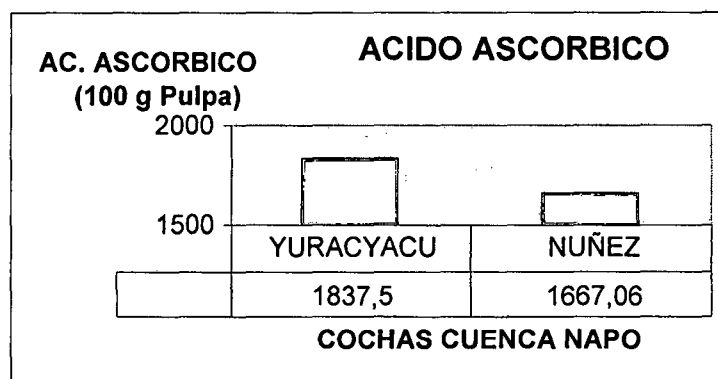 ACIDO ASCORBICO
AC. ASCORBICO
(100 g Pulpa)
2000
1500
YURACYACU NUÑEZ
1837,5 1667,06
COCHAS CUENCA NAPO